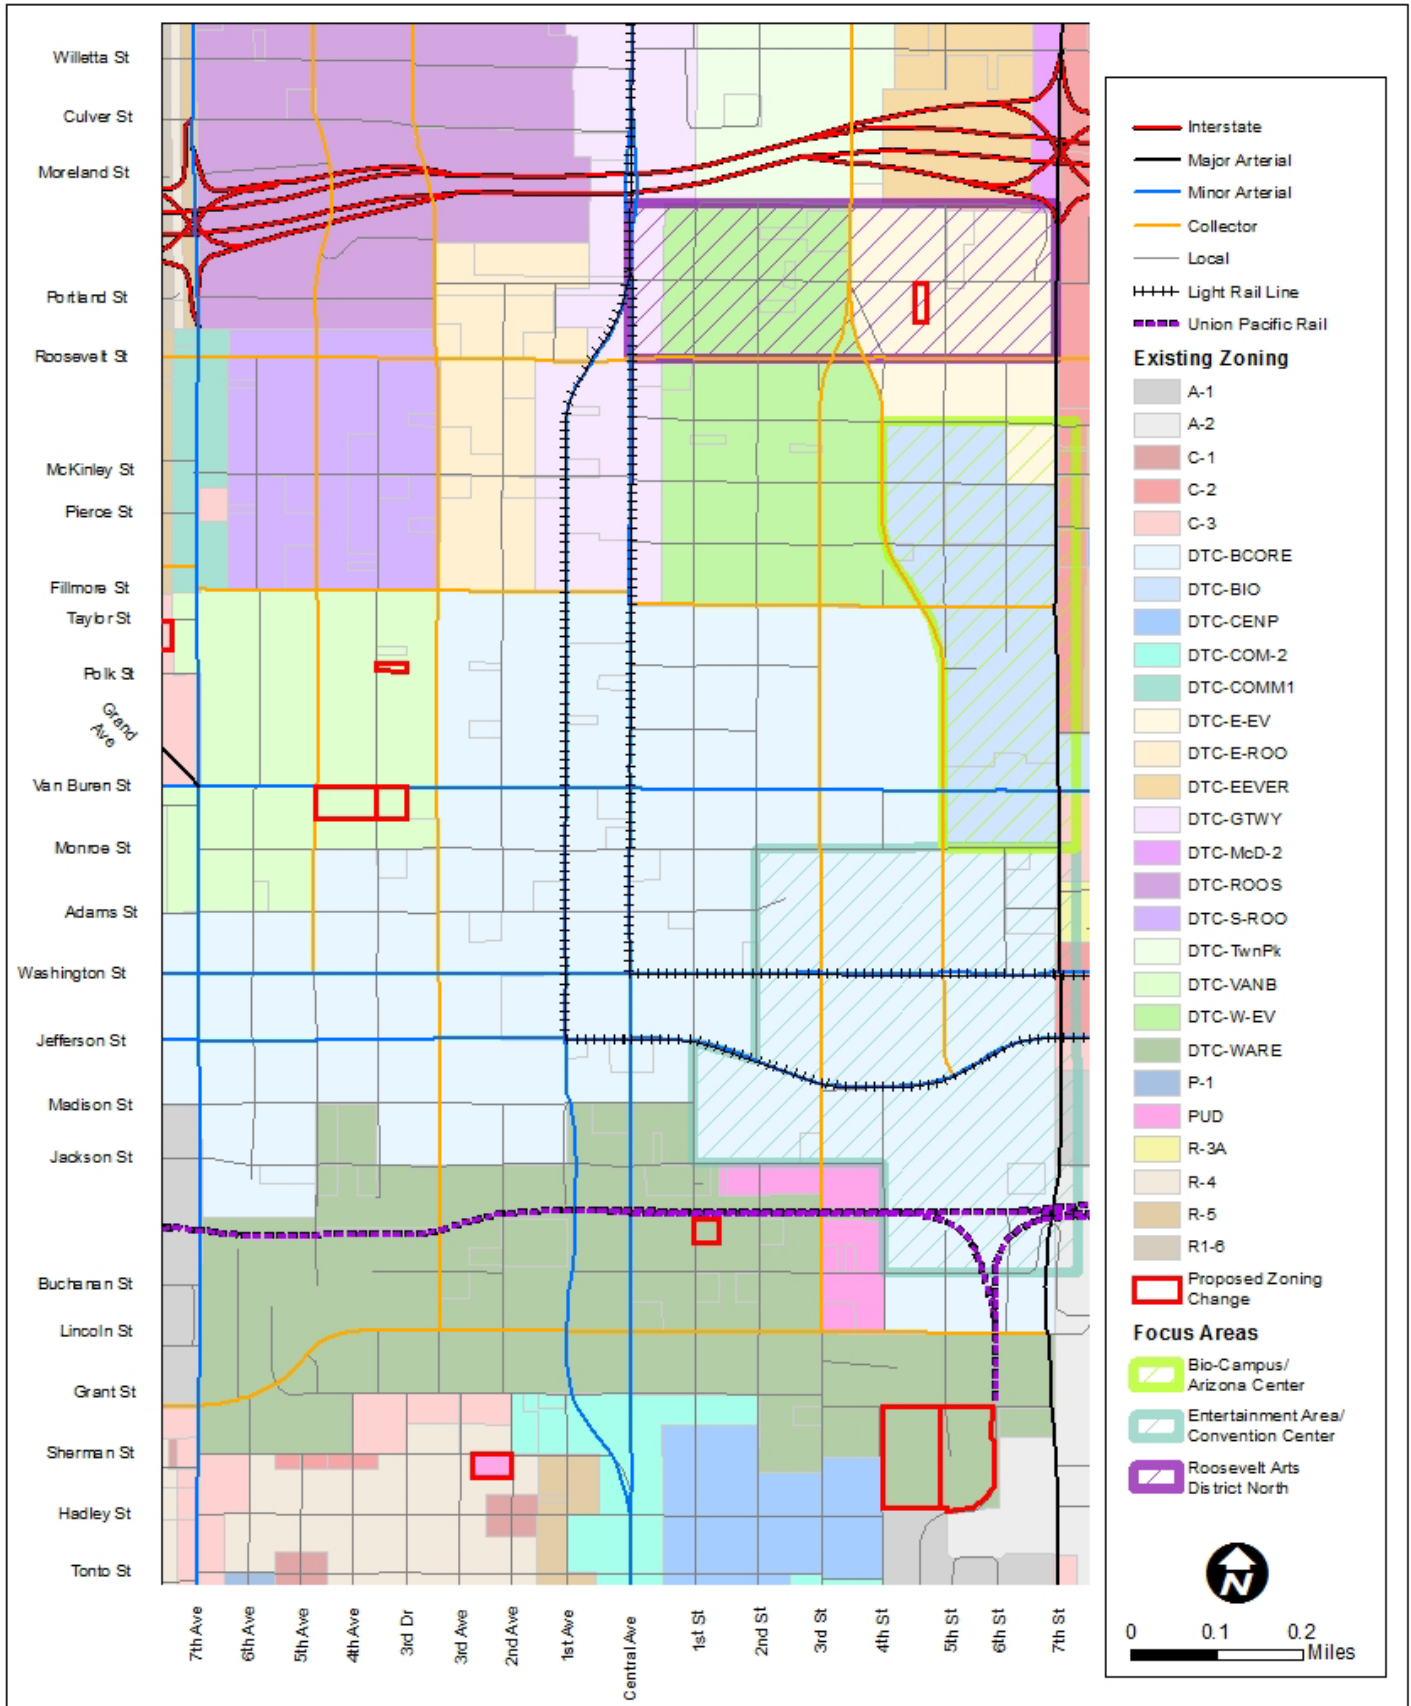 Willetta St
Culver St
Moreland St
Portland St
Roosevelt St
McKinley St
Pierce St
Fillmore St
Taylor St
Polk St
Grand
Ave
Van Buren St
Monroe St
Adams St
Washington St
Jefferson St
Madison St
Jackson St
Buchanan St
Lincoln St
Grant St
Sherman St
Hadley St
Tonto St
7th Ave
6th Ave
5th Ave
4th Ave
3rd Dr
3rd Ave
2nd Ave
1st Ave
Central Ave
1st St
2nd St
3rd St
4th St
5th St
6th St
7th St
Interstate
Major Arterial
Minor Arterial
Collector
Local
Light Rail Line
Union Pacific Rail
Existing Zoning
A-1
A-2
C-1
C-2
C-3
DTC-BCORE
DTC-BIO
DTC-CENP
DTC-COM-2
DTC-COMM1
DTC-E-EV
DTC-E-ROO
DTC-EEVER
DTC-GTWY
DTC-McD-2
DTC-ROOS
DTC-S-ROO
DTC-TwnPk
DTC-VANB
DTC-W-EV
DTC-WARE
P-1
PUD
R-3A
R-4
R-5
R1-6
Proposed Zoning
Change
Focus Areas
Bio-Campus/
Arizona Center
Entertainment Area/
Convention Center
Roosevelt Arts
District North
N
0 0.1 0.2
Miles